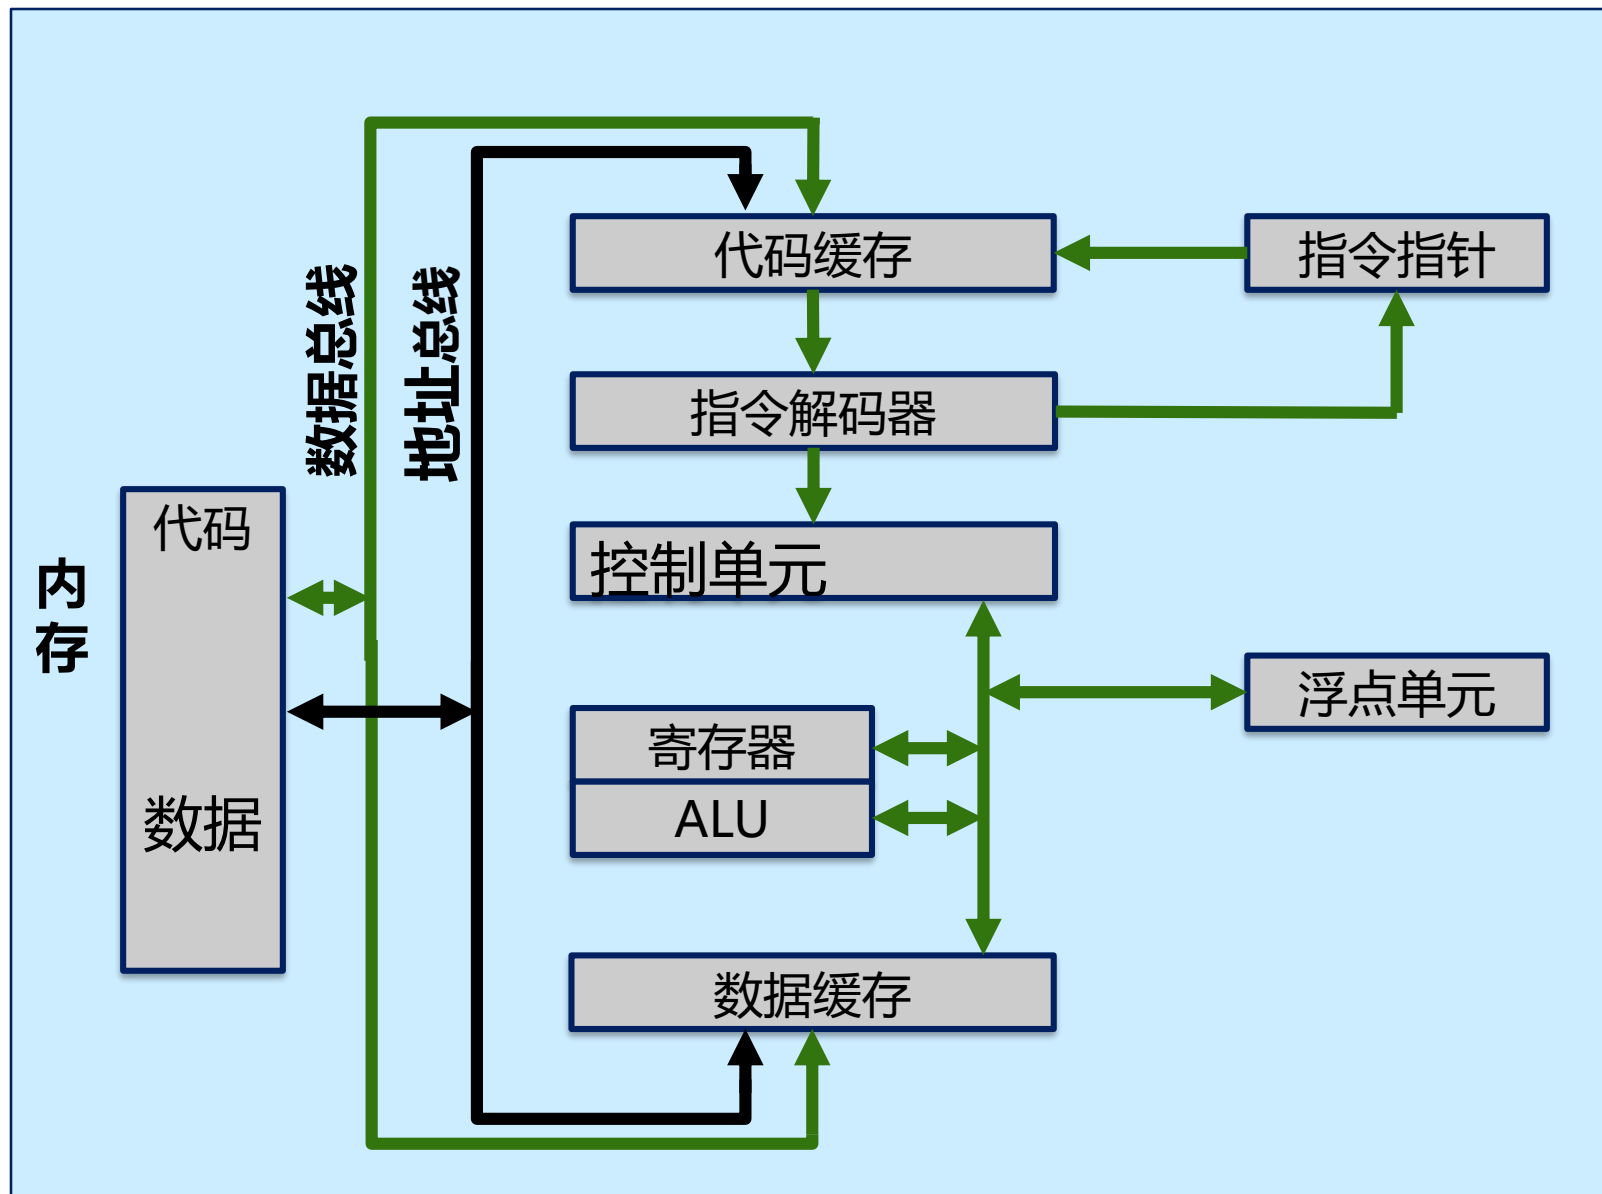 数据总线
地址总线
代码缓存
指令指针
指令解码器
代码
控制单元
内
存
浮点单元
寄存器
数据
ALU
数据缓存